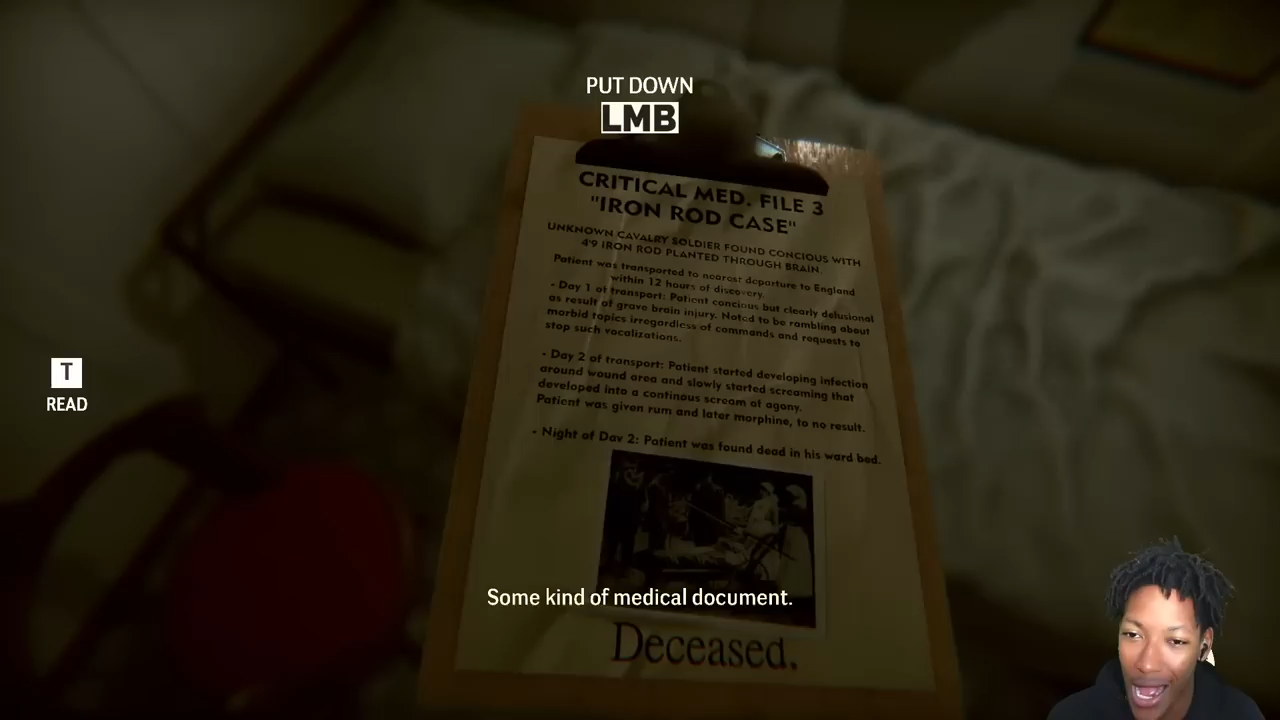 PUT DOWN
LMB
CRITICAL MED. FILE 3
"IRON ROD CASE"
UNKNOWN CAVALRY SOLDIER FOUND CONCIOUS WITH
4'9 IRON ROD PLANTED THROUGH BRAIN.
Patient was transported to nearest departure to England
within 12 hours of discovery.
- Day 1 of transport: Patient concious but clearly delusional
as result of grave brain injury. Noted to be rambling about
morbid topics irregardless of commands and requests to
stop such vocalizations.
- Day 2 of transport: Patient started developing infection
around wound area and slowly started screaming that
developed into a continous scream of agony.
Patient was given rum and later morphine, to no result.
- Night of Day 2: Patient was found dead in his ward bed.
T
READ
Some kind of medical document.
Deceased.